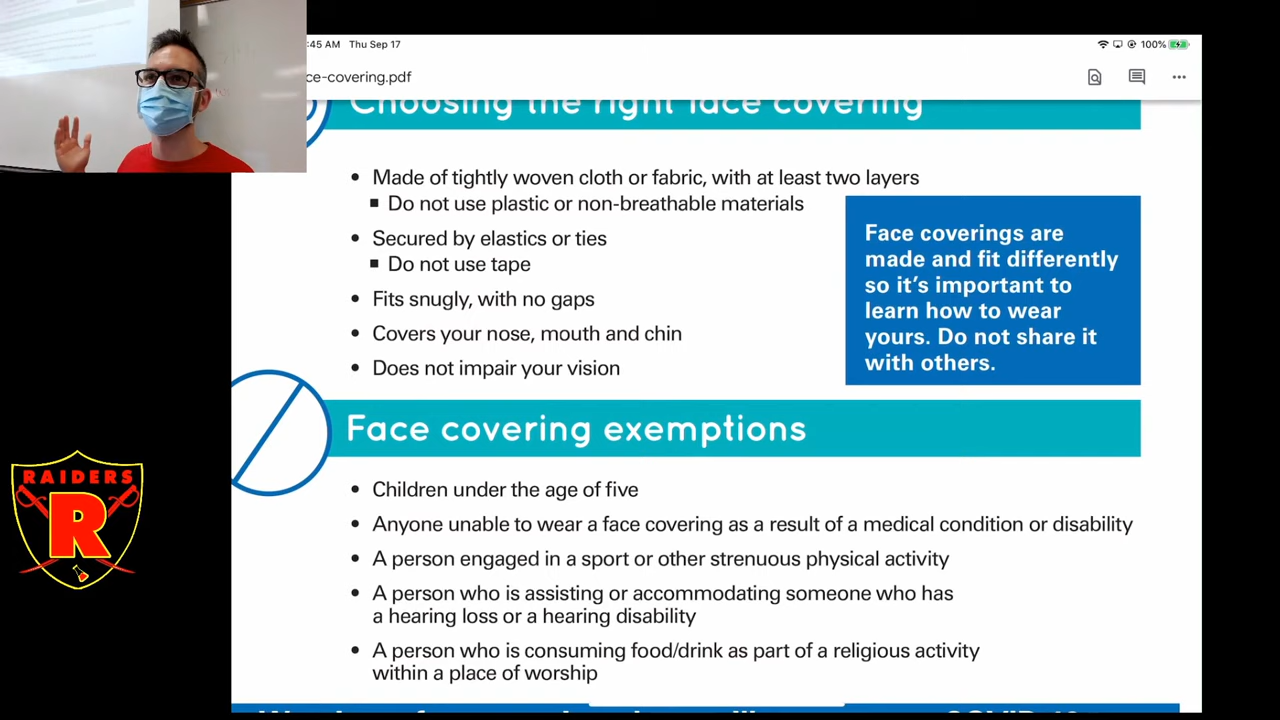 :45 AM Thu Sep 17
100%
ce-covering.pdf
Choosing the right face covering
• Made of tightly woven cloth or fabric, with at least two layers
▪ Do not use plastic or non-breathable materials
• Secured by elastics or ties
▪ Do not use tape
• Fits snugly, with no gaps
• Covers your nose, mouth and chin
• Does not impair your vision
Face coverings are
made and fit differently
so it's important to
learn how to wear
yours. Do not share it
with others.
Face covering exemptions
• Children under the age of five
• Anyone unable to wear a face covering as a result of a medical condition or disability
• A person engaged in a sport or other strenuous physical activity
• A person who is assisting or accommodating someone who has
a hearing loss or a hearing disability
• A person who is consuming food/drink as part of a religious activity
within a place of worship
RAIDERS
R